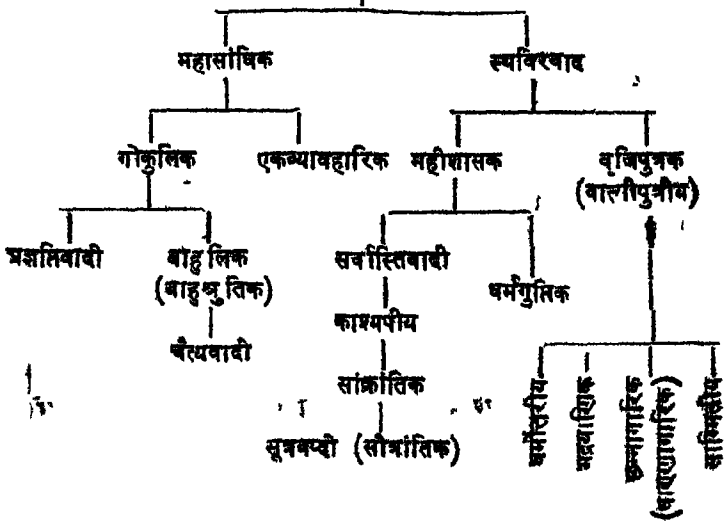 महासांघिक स्थविरवाद
गोकुलिक एकव्यावहारिक महीशासक वृजिपुत्रक
(वात्सीपुत्रीय)
प्रज्ञप्तिवादी बाहुलिक
(बाहुश्रुतिक)
सर्वास्तिवादी
धर्मगुप्तिक
चैत्यवादी
काश्यपीय
सांक्रांतिक
सूत्रवादी (सौत्रांतिक)
धर्मोत्तरीय
भद्रयाणिक
छन्नागारिक
(षाण्णागारिक)
साम्मितीय